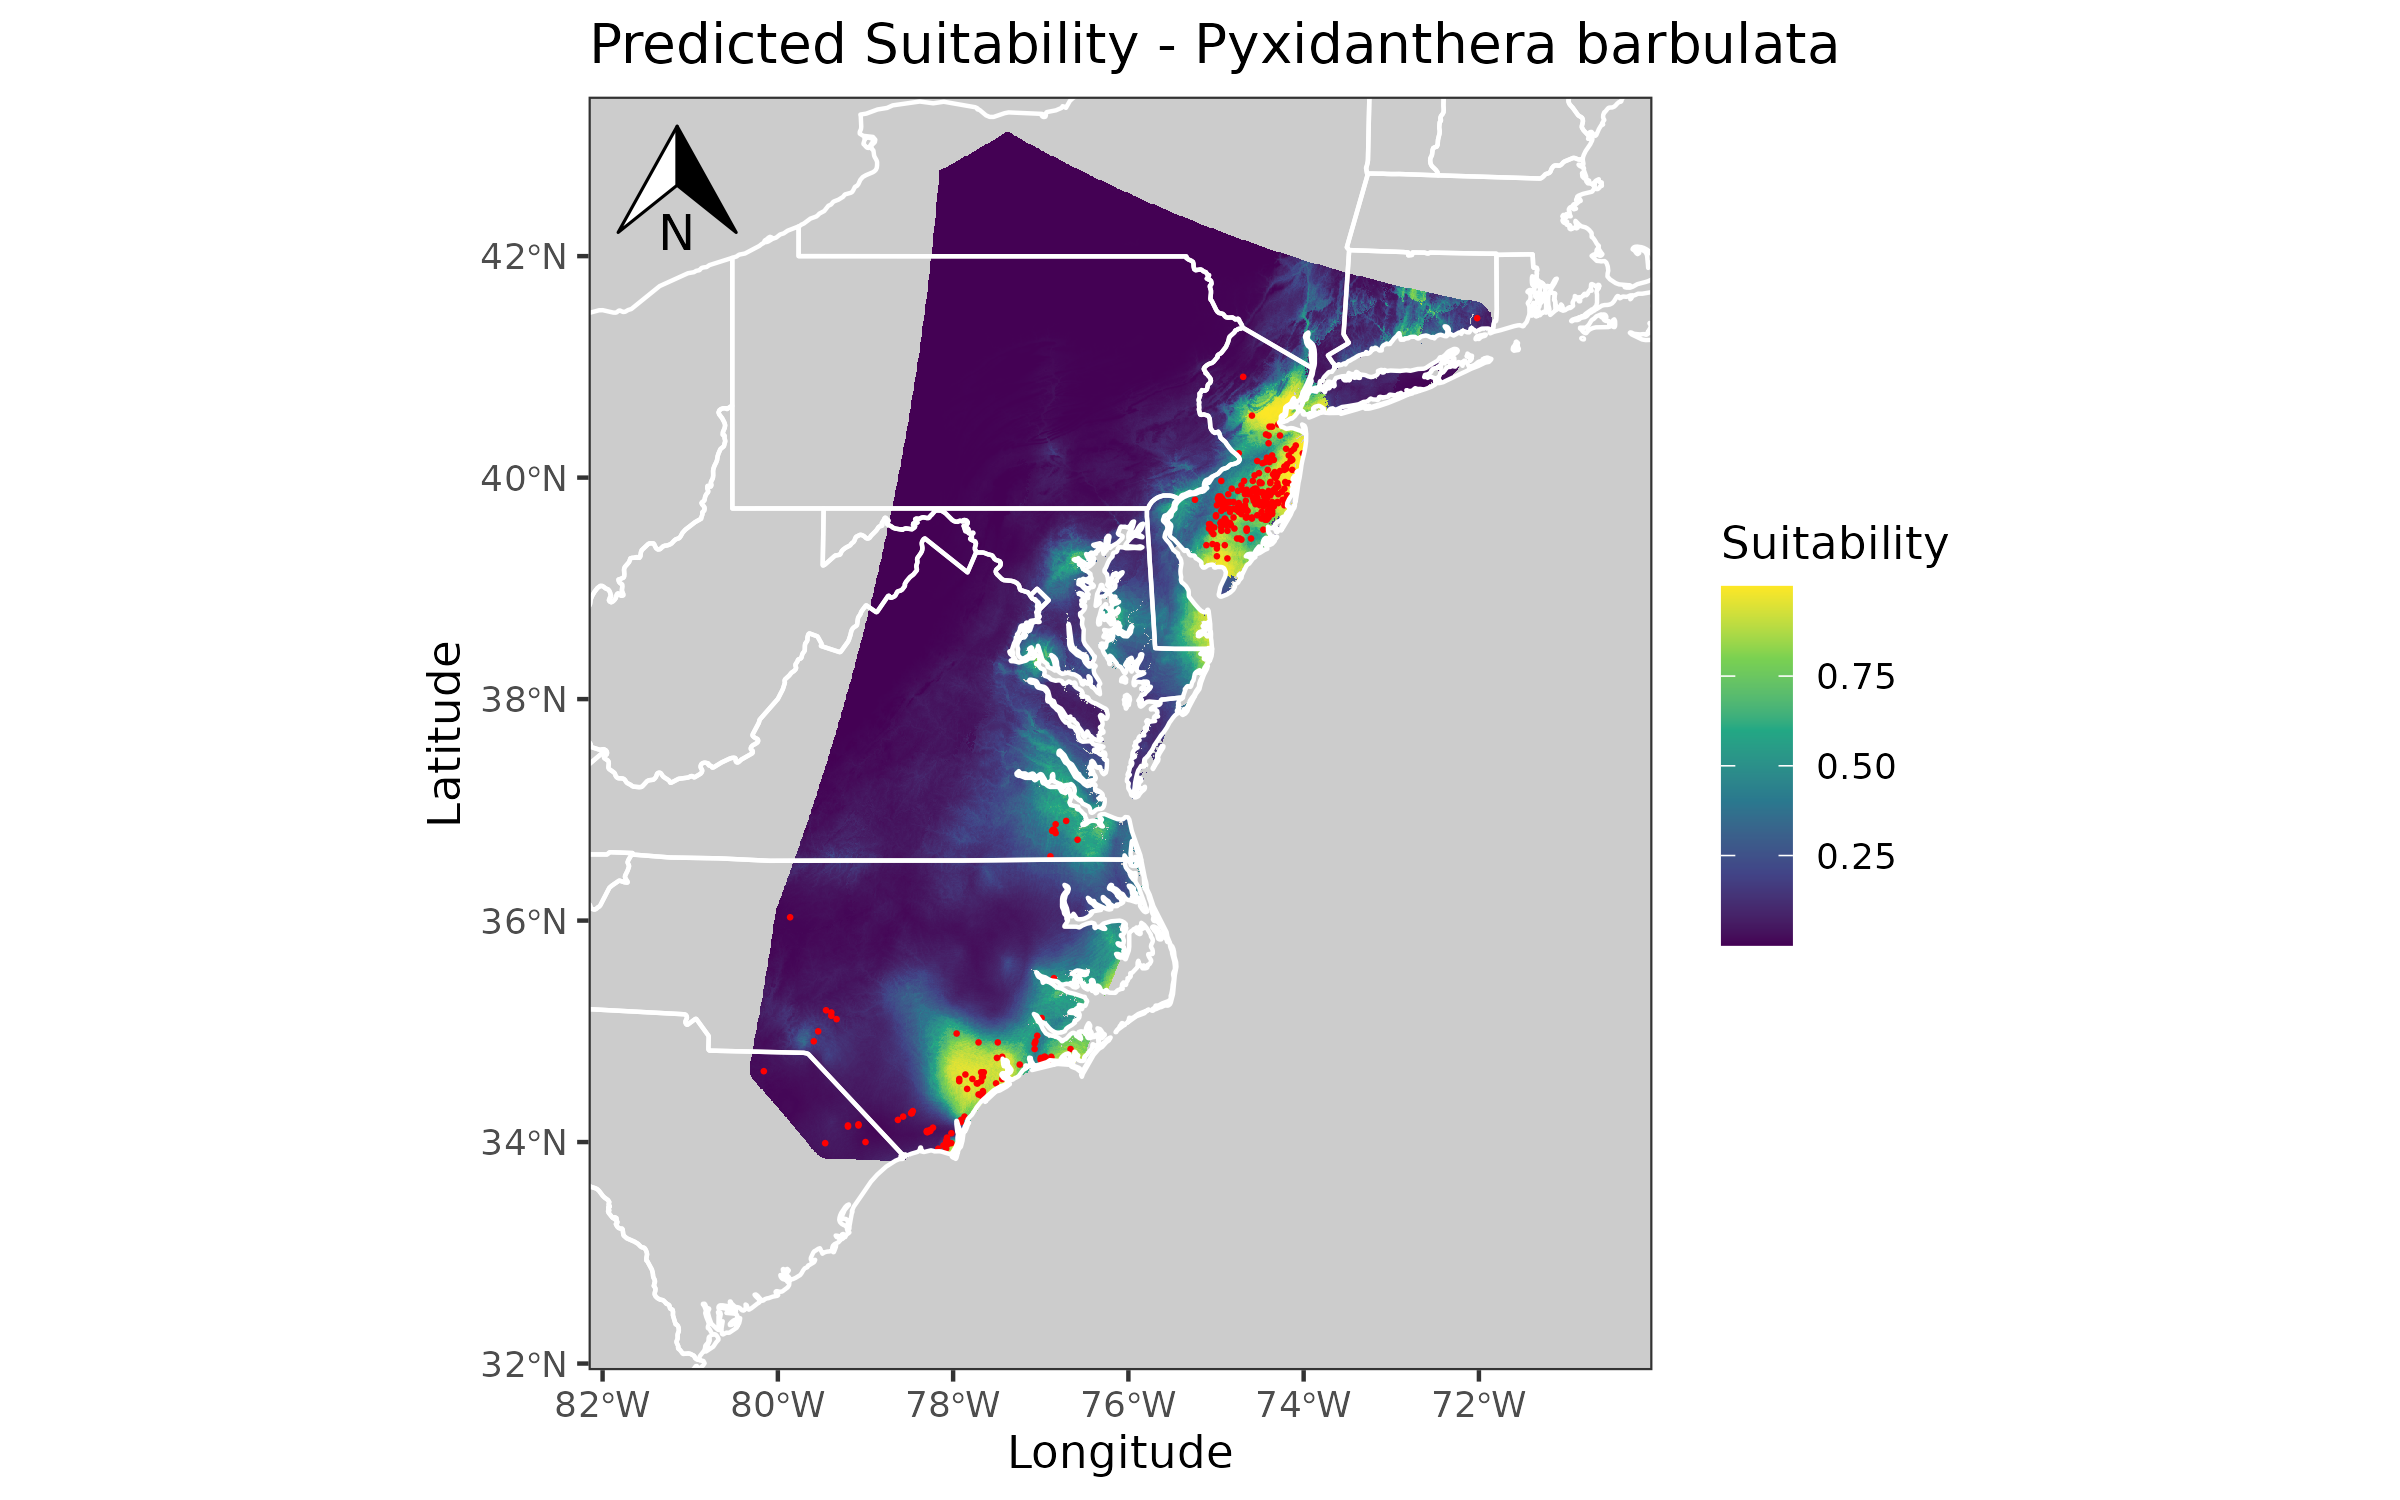 Predicted Suitability - Pyxidanthera barbulata
N
42°N
40°N
38°N
36°N
34°N
32°N
Latitude
82°W 80°W 78°W 76°W 74°W 72°W
Longitude
Suitability
0.75
0.50
0.25